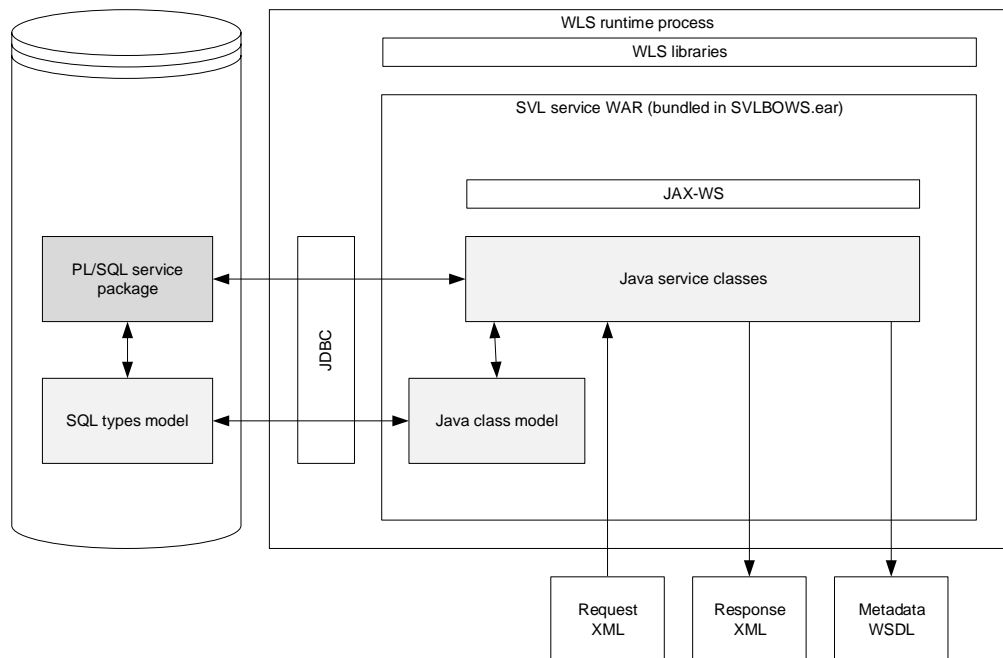 WLS runtime process
WLS libraries
SVL service WAR (bundled in SVLBOWS.ear)
JAX-WS
PL/SQL service
package
Java service classes
JDBC
SQL types model
Java class model
Request
XML
Response
XML
Metadata
WSDL